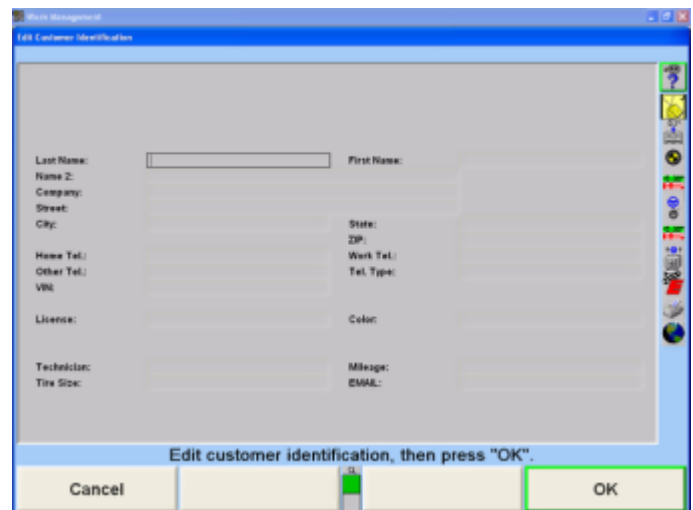 Work Management
Edit Customer Identification
Last Name: First Name:
Name 2:
Company:
Street:
City: State:
ZIP:
Home Tel.: Work Tel.:
Other Tel.: Tel. Type:
VIN:
License: Color:
Technician: Mileage:
Tire Size: EMAIL:
Edit customer identification, then press "OK".
Cancel OK